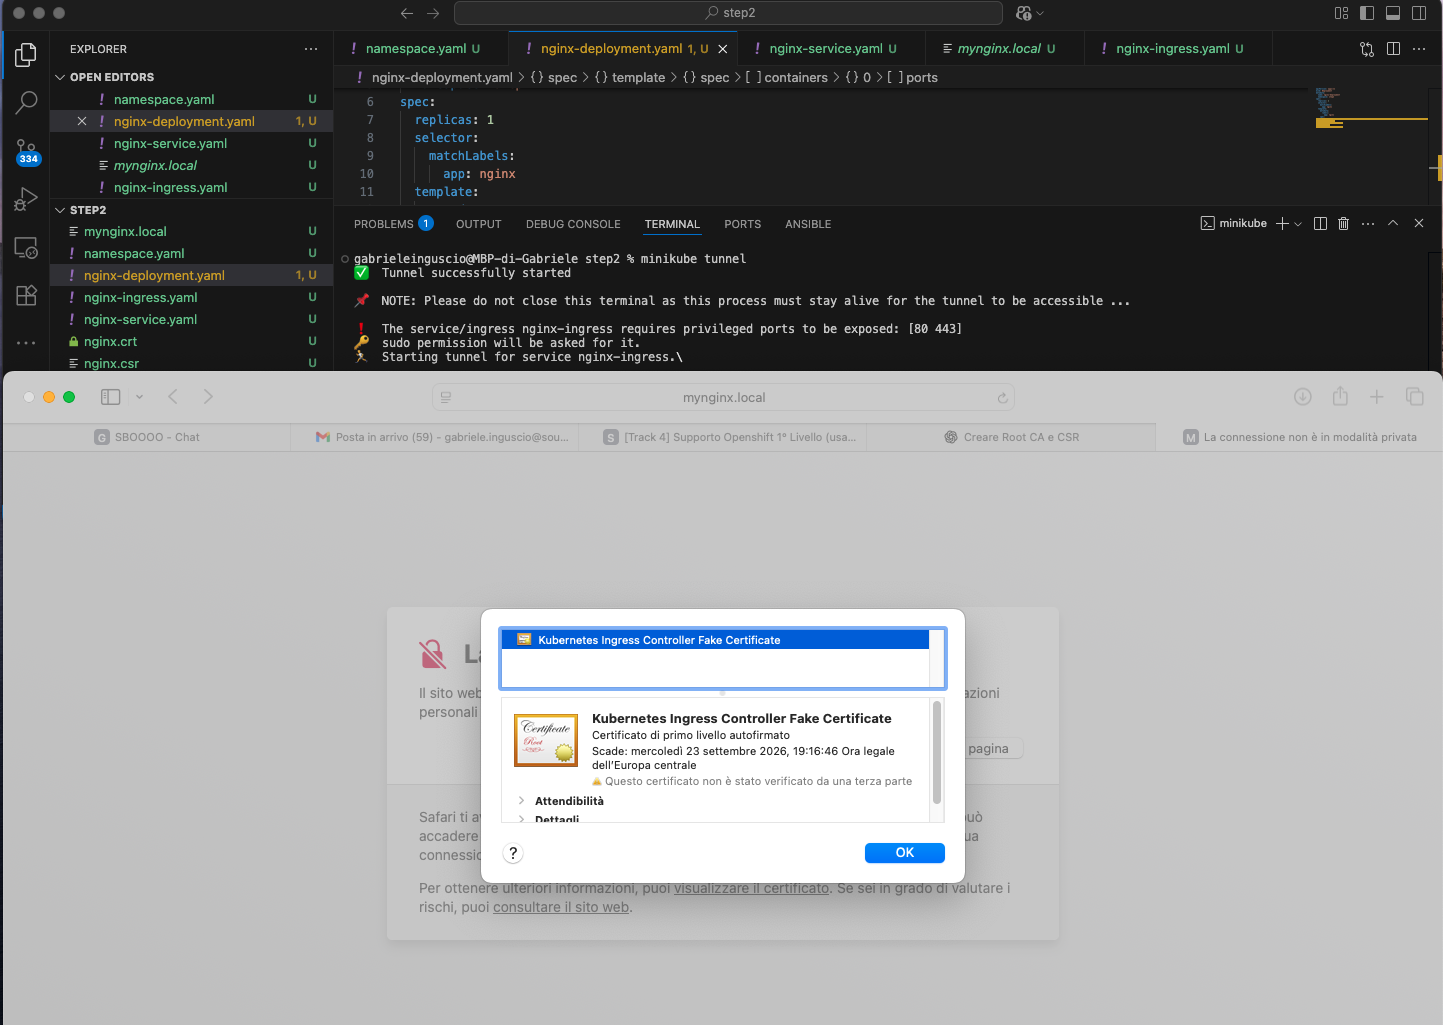 step2
EXPLORER
namespace.yaml U
nginx-deployment.yaml 1, U
nginx-service.yaml U
mynginx.local U
nginx-ingress.yaml U
OPEN EDITORS
nginx-deployment.yaml > {} spec > {} template > {} spec > [ ] containers > {} 0 > [ ] ports
namespace.yaml U
nginx-deployment.yaml 1, U
nginx-service.yaml U
mynginx.local U
nginx-ingress.yaml U
334
STEP2
mynginx.local U
namespace.yaml U
nginx-deployment.yaml 1, U
nginx-ingress.yaml U
nginx-service.yaml U
nginx.crt U
nginx.csr U
6 spec:
7 replicas: 1
8 selector:
9 matchLabels:
10 app: nginx
11 template:
PROBLEMS 1 OUTPUT DEBUG CONSOLE TERMINAL PORTS ANSIBLE
minikube
gabrieleinguscio@MBP-di-Gabriele step2 % minikube tunnel
✅ Tunnel successfully started
📌 NOTE: Please do not close this terminal as this process must stay alive for the tunnel to be accessible ...
❗ The service/ingress nginx-ingress requires privileged ports to be exposed: [80 443]
🔑 sudo permission will be asked for it.
🏃 Starting tunnel for service nginx-ingress.\
mynginx.local
G SBOOOO - Chat
Posta in arrivo (59) - gabriele.inguscio@sou...
S [Track 4] Supporto Openshift 1° Livello (usa...
Creare Root CA e CSR
M La connessione non è in modalità privata
Kubernetes Ingress Controller Fake Certificate
Certificate
Root
Kubernetes Ingress Controller Fake Certificate
Certificato di primo livello autofirmato
Scade: mercoledì 23 settembre 2026, 19:16:46 Ora legale
dell'Europa centrale
Questo certificato non è stato verificato da una terza parte
Attendibilità
Dettagli
? OK
Il sito web
personali
pagina
Safari ti
accadere
può
Per ottenere ulteriori informazioni, puoi visualizzare il certificato. Se sei in grado di valutare i
rischi, puoi consultare il sito web.